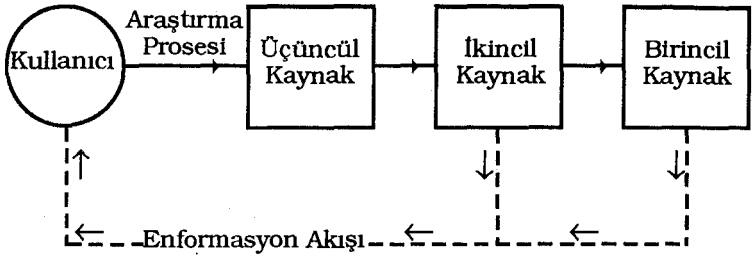 Araştırma
Prosesi
Kullanıcı
Üçüncül
Kaynak
İkincil
Kaynak
Birincil
Kaynak
Enformasyon Akışı